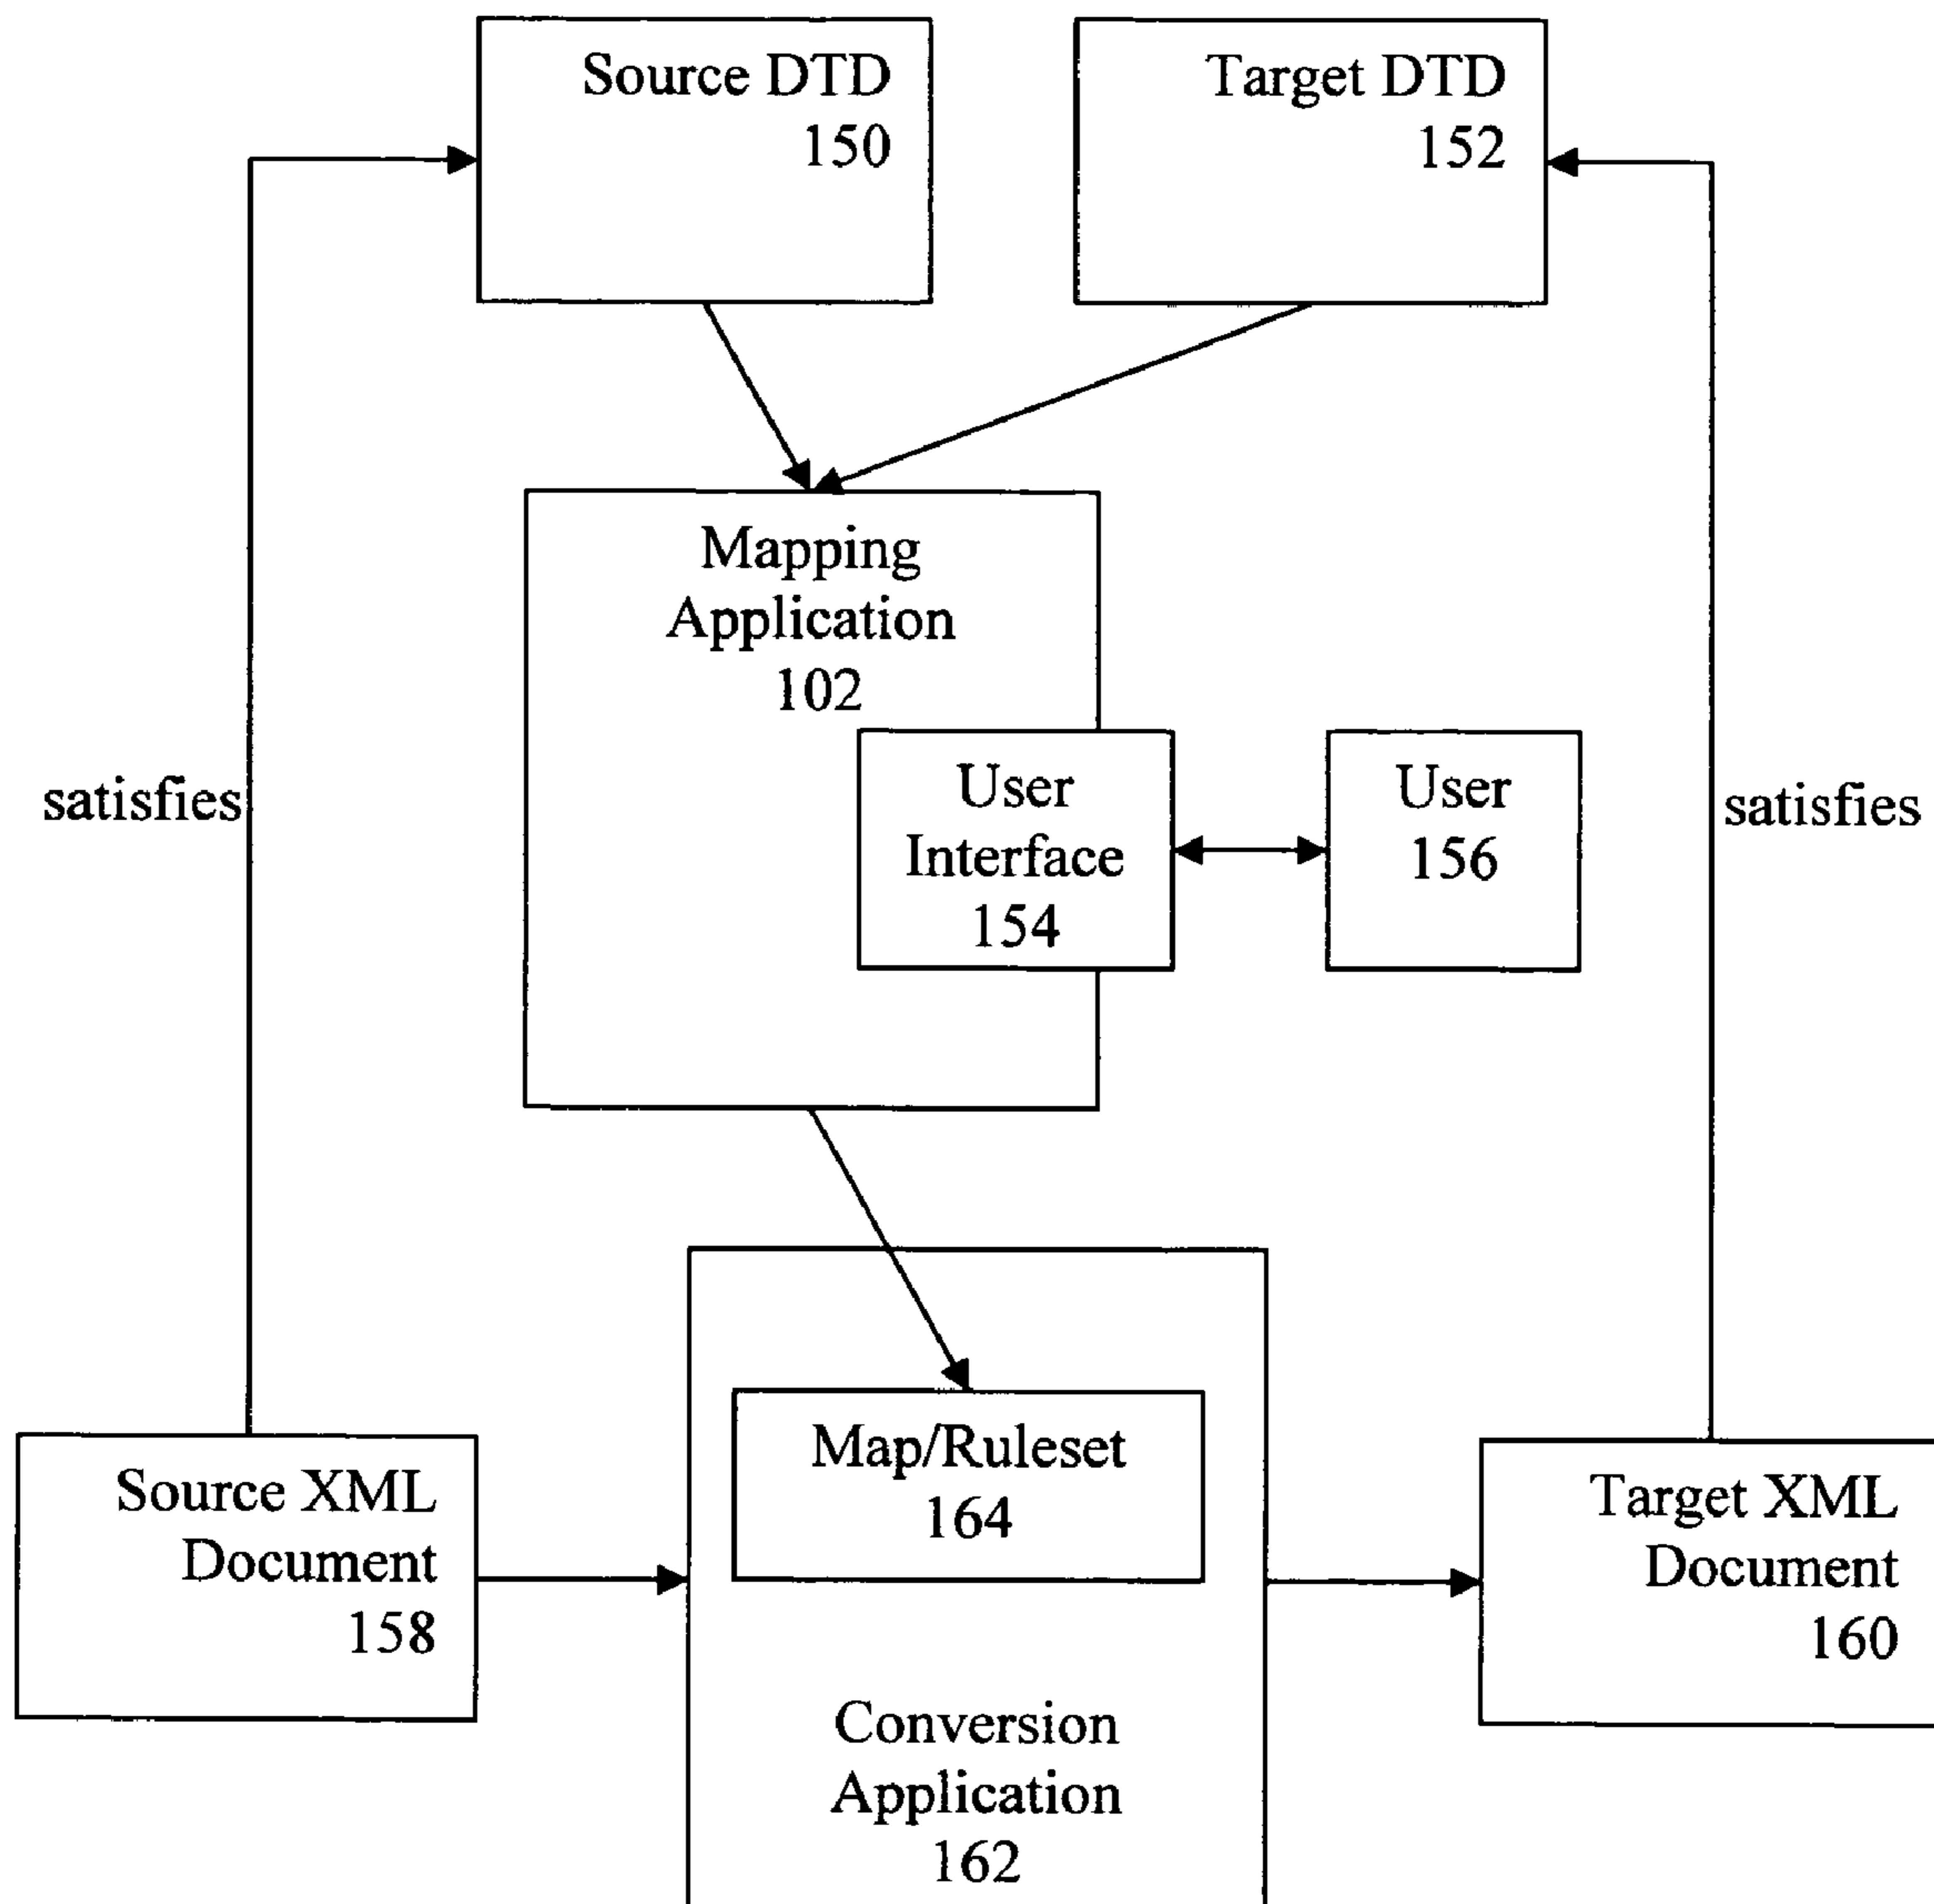 Source DTD
150
Target DTD
152
Mapping
Application
102
User
Interface
154
User
156
satisfies
satisfies
Map/Ruleset
164
Source XML
Document
158
Target XML
Document
160
Conversion
Application
162